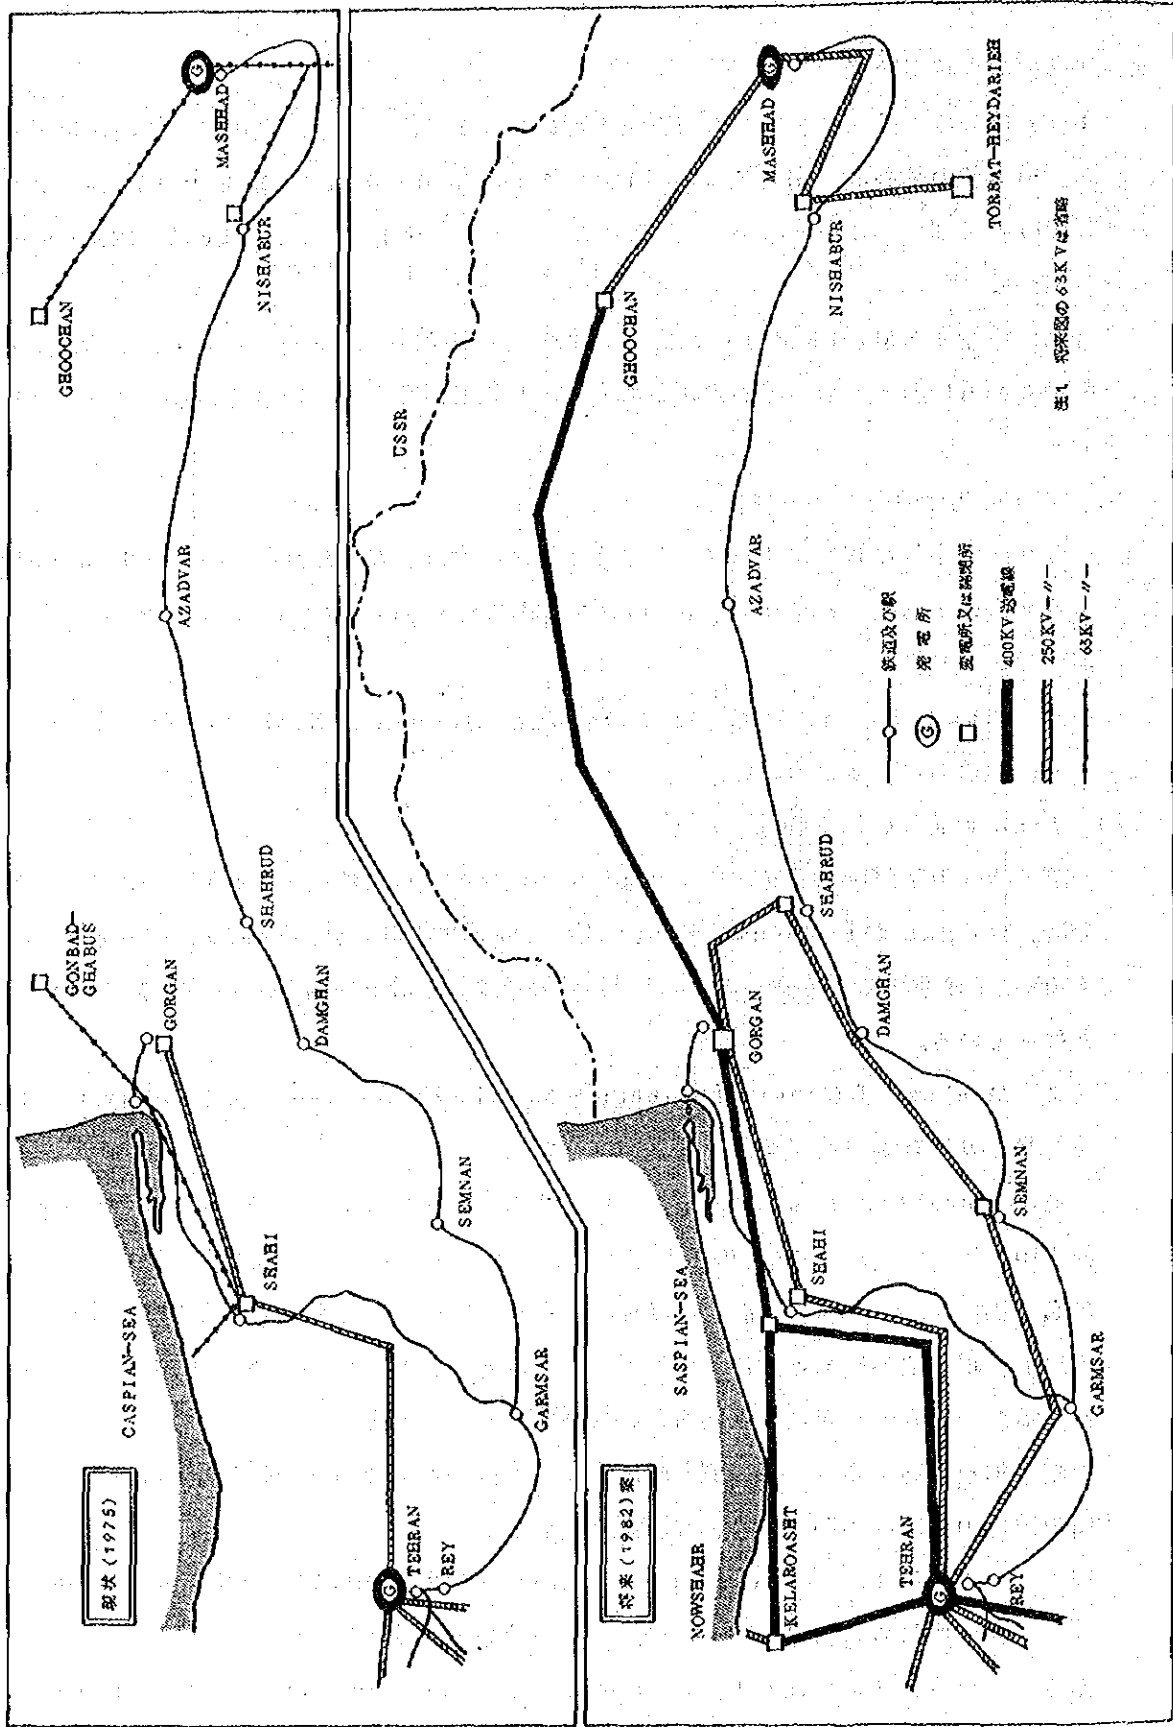 現状 (1975)
CASPIAN-SEA
GONBAD-
GHABUS
GORGAN
GHOOCHAN
G
MASHHAD
NISHABUR
AZADVAR
SHAHRUD
DAMGHAN
SEMNAN
SHAHI
GARMSAR
G
TEHRAN
REY
将来 (1982) 案
NOWSHAHR
KELAROASHT
SASPIAN-SEA
USSR
GORGAN
GHOOCHAN
G
MASHHAD
NISHABUR
TORBAT-HEYDARIEH
AZADVAR
SHAHRUD
DAMGHAN
SEMNAN
SHAHI
GARMSAR
TEHRAN
G
REY
鉄道及び駅
G 発電所
変電所又は開閉所
400KV 送電線
250KV —〃—
63KV —〃—
注1. 将来図の63KVは省略